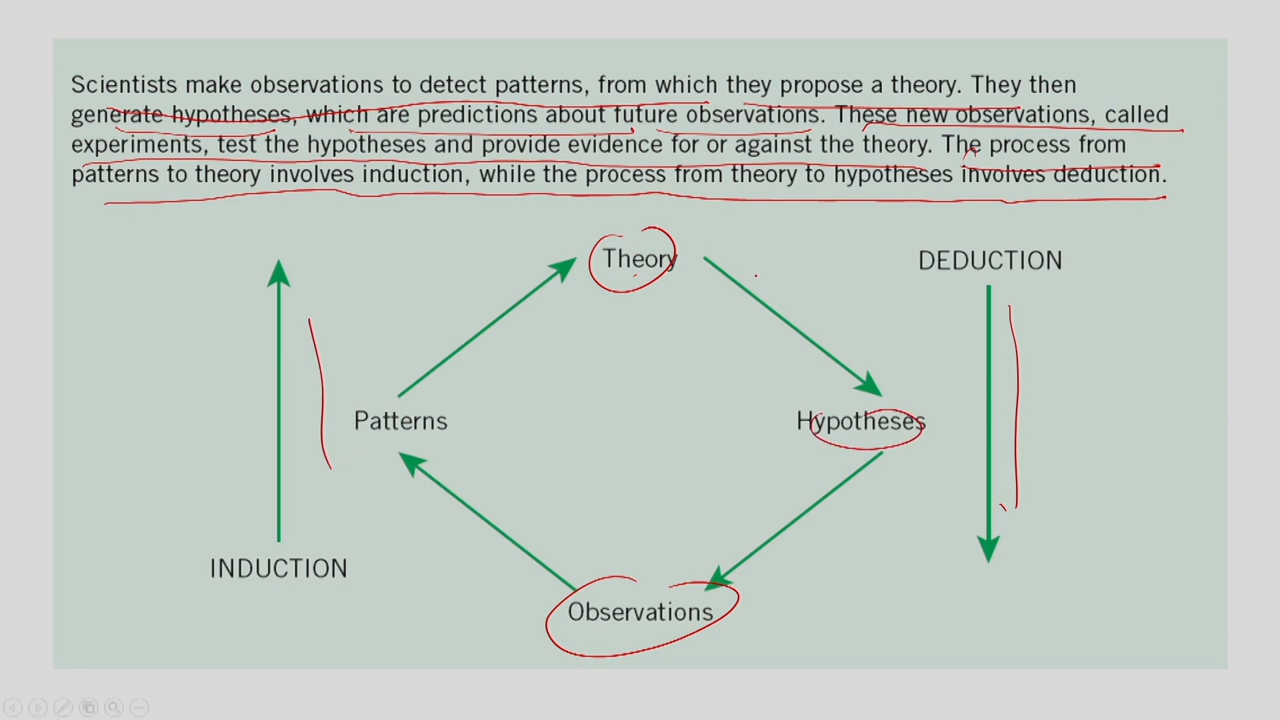 Scientists make observations to detect patterns, from which they propose a theory. They then
generate hypotheses, which are predictions about future observations. These new observations, called
experiments, test the hypotheses and provide evidence for or against the theory. The process from
patterns to theory involves induction, while the process from theory to hypotheses involves deduction.
Theory
DEDUCTION
Patterns
Hypotheses
INDUCTION
Observations